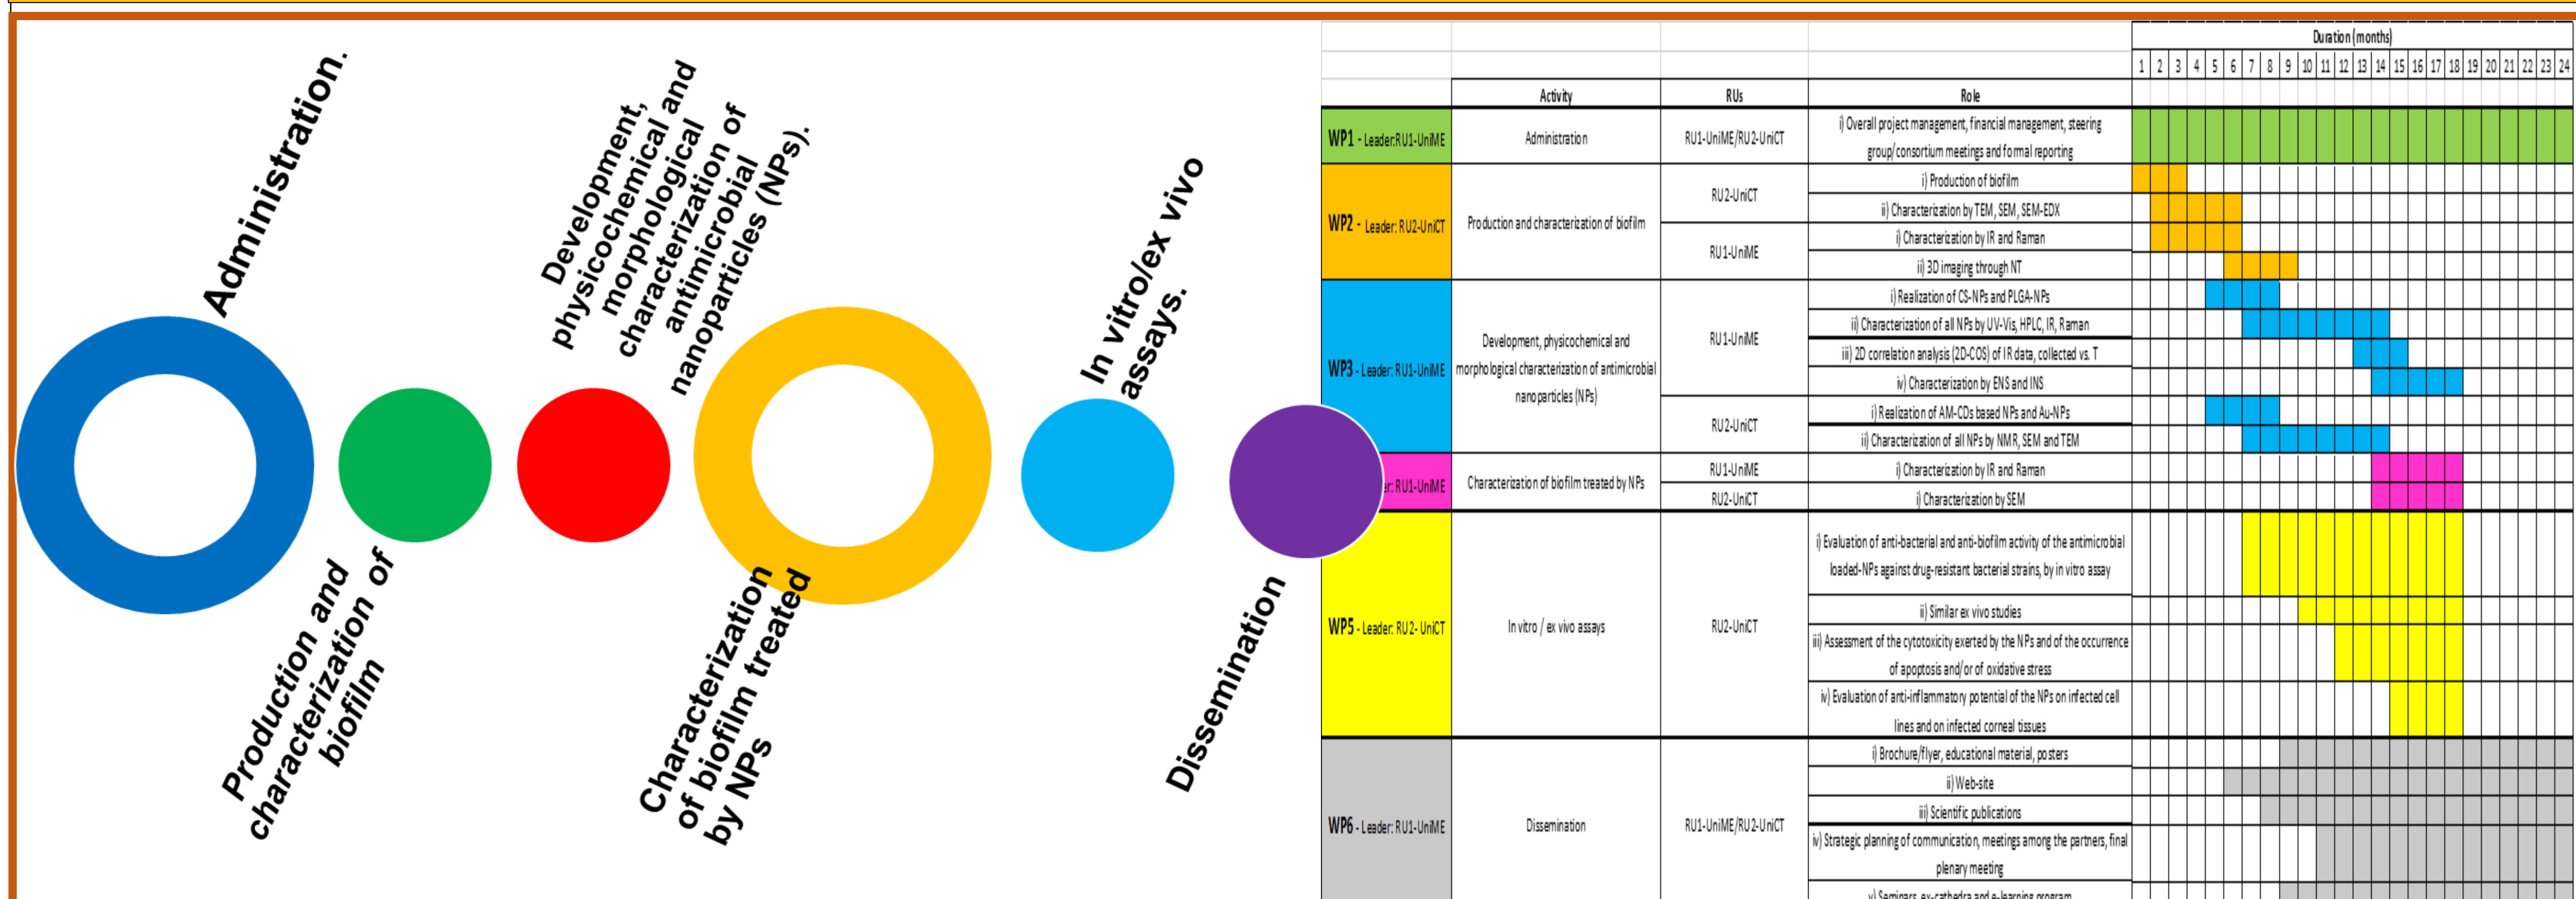 Administration.
Development,
physicochemical and
morphological
characterization of
antimicrobial
nanoparticles (NPs).
In vitro/ex vivo
assays.
Production and
characterization of
biofilm
Characterization
of biofilm treated
by NPs
Dissemination
Duration (months)
1 2 3 4 5 6 7 8 9 10 11 12 13 14 15 16 17 18 19 20 21 22 23 24
Activity RUs Role
WP1 - Leader:RU1-UniME
Administration
RU1-UniME/RU2-UniCT
i) Overall project management, financial management, steering
group/consortium meetings and formal reporting
WP2 - Leader: RU2-UniCT
Production and characterization of biofilm
RU2-UniCT
i) Production of biofilm
ii) Characterization by TEM, SEM, SEM-EDX
RU1-UniME
i) Characterization by IR and Raman
ii) 3D imaging through NT
WP3 - Leader: RU1-UniME
Development, physicochemical and
morphological characterization of antimicrobial
nanoparticles (NPs)
RU1-UniME
i) Realization of CS-NPs and PLGA-NPs
ii) Characterization of all NPs by UV-Vis, HPLC, IR, Raman
iii) 2D correlation analysis (2D-COS) of IR data, collected vs. T
iv) Characterization by ENS and INS
RU2-UniCT
i) Realization of AM-CDs based NPs and Au-NPs
ii) Characterization of all NPs by NMR, SEM and TEM
er: RU1-UniME
Characterization of biofilm treated by NPs
RU1-UniME
i) Characterization by IR and Raman
RU2-UniCT
i) Characterization by SEM
WP5 - Leader: RU2- UniCT
In vitro / ex vivo assays
RU2-UniCT
i) Evaluation of anti-bacterial and anti-biofilm activity of the antimicrobial
loaded-NPs against drug-resistant bacterial strains, by in vitro assay
ii) Similar ex vivo studies
iii) Assessment of the cytotoxicity exerted by the NPs and of the occurrence
of apoptosis and/or of oxidative stress
iv) Evaluation of anti-inflammatory potential of the NPs on infected cell
lines and on infected corneal tissues
WP6 - Leader: RU1-UniME
Dissemination
RU1-UniME/RU2-UniCT
i) Brochure/flyer, educational material, posters
ii) Web-site
iii) Scientific publications
iv) Strategic planning of communication, meetings among the partners, final
plenary meeting
v) Seminars, ex-cathedra and e-learning program